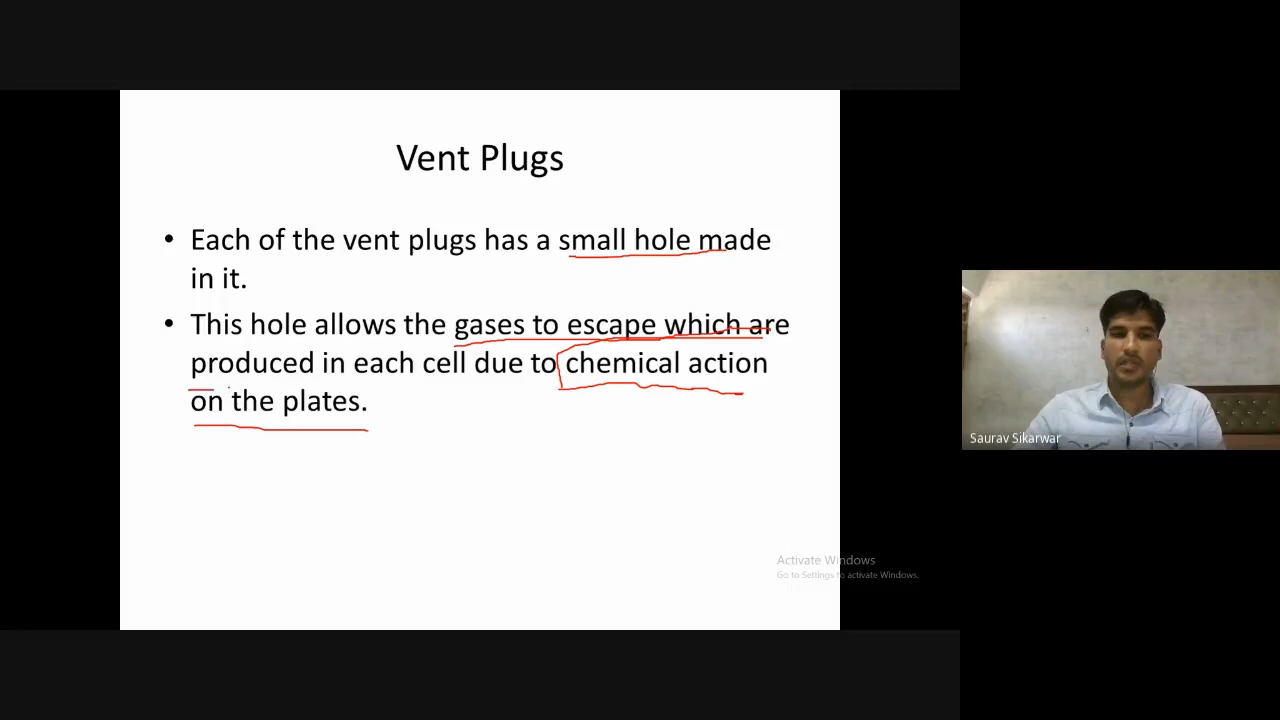 Vent Plugs
• Each of the vent plugs has a small hole made
in it.
• This hole allows the gases to escape which are
produced in each cell due to chemical action
on the plates.
Saurav Sikarwar
Activate Windows
Go to Settings to activate Windows.